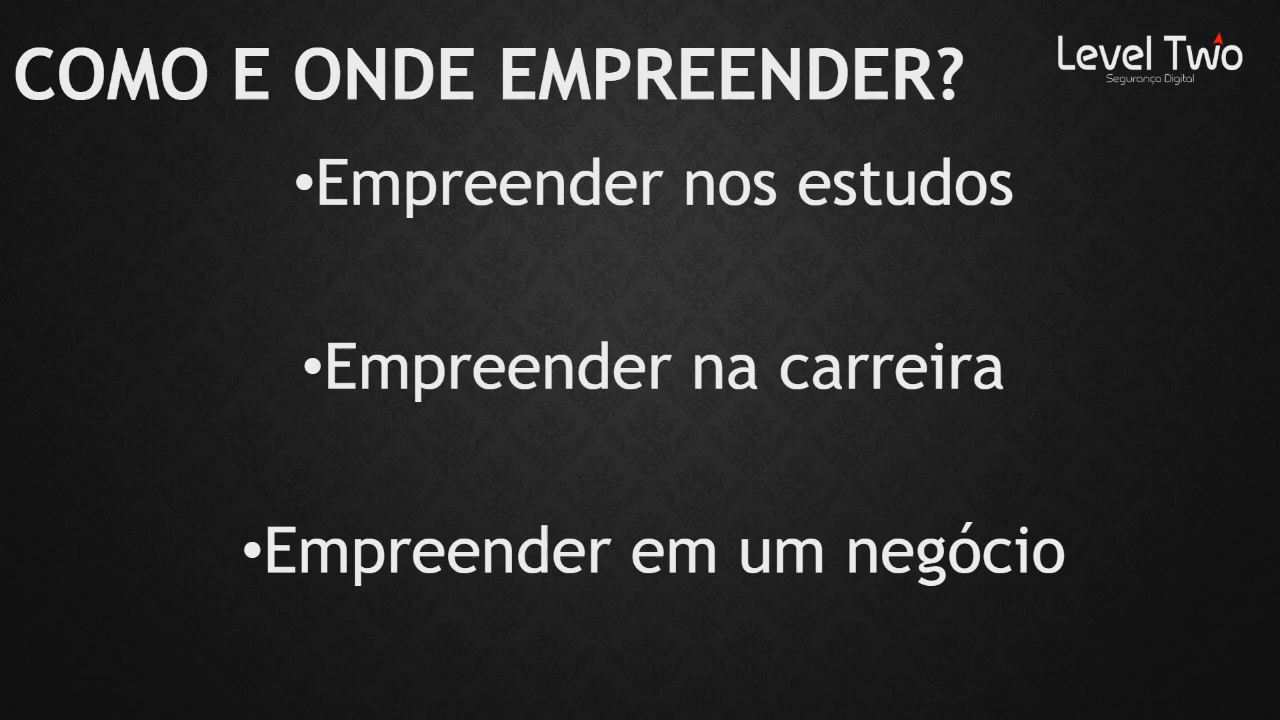 COMO E ONDE EMPREENDER?
Level Two
Segurança Digital
•Empreender nos estudos
•Empreender na carreira
•Empreender em um negócio